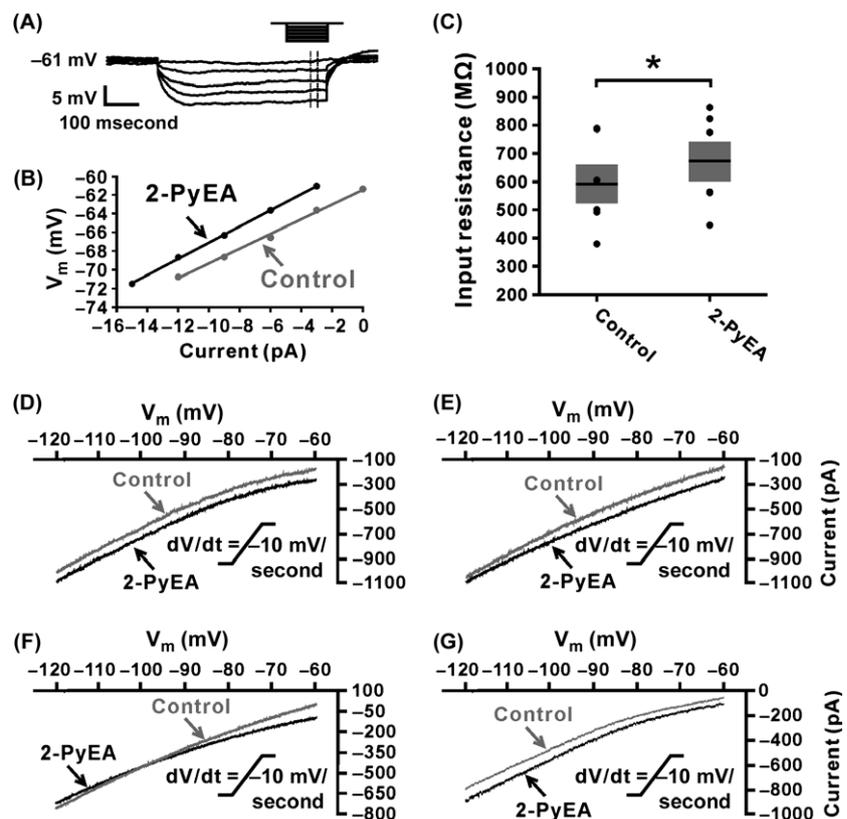 (A)
–61 mV
5 mV
100 msecond
(B)
–60
–62
–64
–66
–68
–70
–72
–74
V_m (mV)
2-PyEA
Control
–16 –14 –12 –10 –8 –6 –4 –2 0
Current (pA)
(C)
*
1000
900
800
700
600
500
400
300
200
Input resistance (MΩ)
Control
2-PyEA
(D)
V_m (mV)
–120 –110 –100 –90 –80 –70 –60
–100
–300
–500
–700
–900
–1100
Control
2-PyEA
dV/dt = –10 mV/
second
(E)
V_m (mV)
–120 –110 –100 –90 –80 –70 –60
–100
–300
–500
–700
–900
–1100
Current (pA)
Control
2-PyEA
dV/dt = –10 mV/
second
(F)
V_m (mV)
–120 –110 –100 –90 –80 –70 –60
100
–50
–200
–350
–500
–650
–800
Control
2-PyEA
dV/dt = –10 mV/
second
(G)
V_m (mV)
–120 –110 –100 –90 –80 –70 –60
0
–200
–400
–600
–800
–1000
Current (pA)
Control
2-PyEA
dV/dt = –10 mV/
second